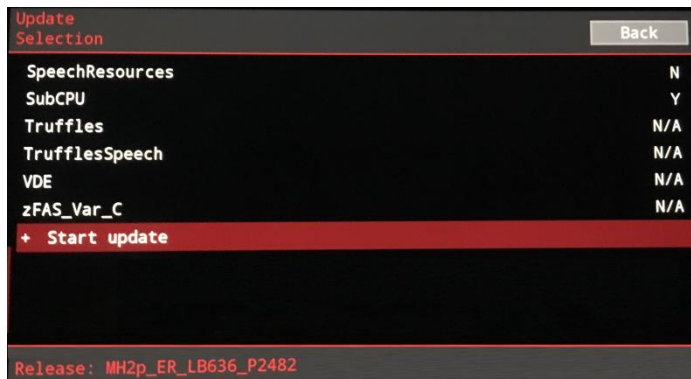 Update
Selection
Back
SpeechResources N
SubCPU Y
Truffles N/A
TrufflesSpeech N/A
VDE N/A
zFAS_Var_C N/A
+ Start update
Release: MH2p_ER_LB636_P2482